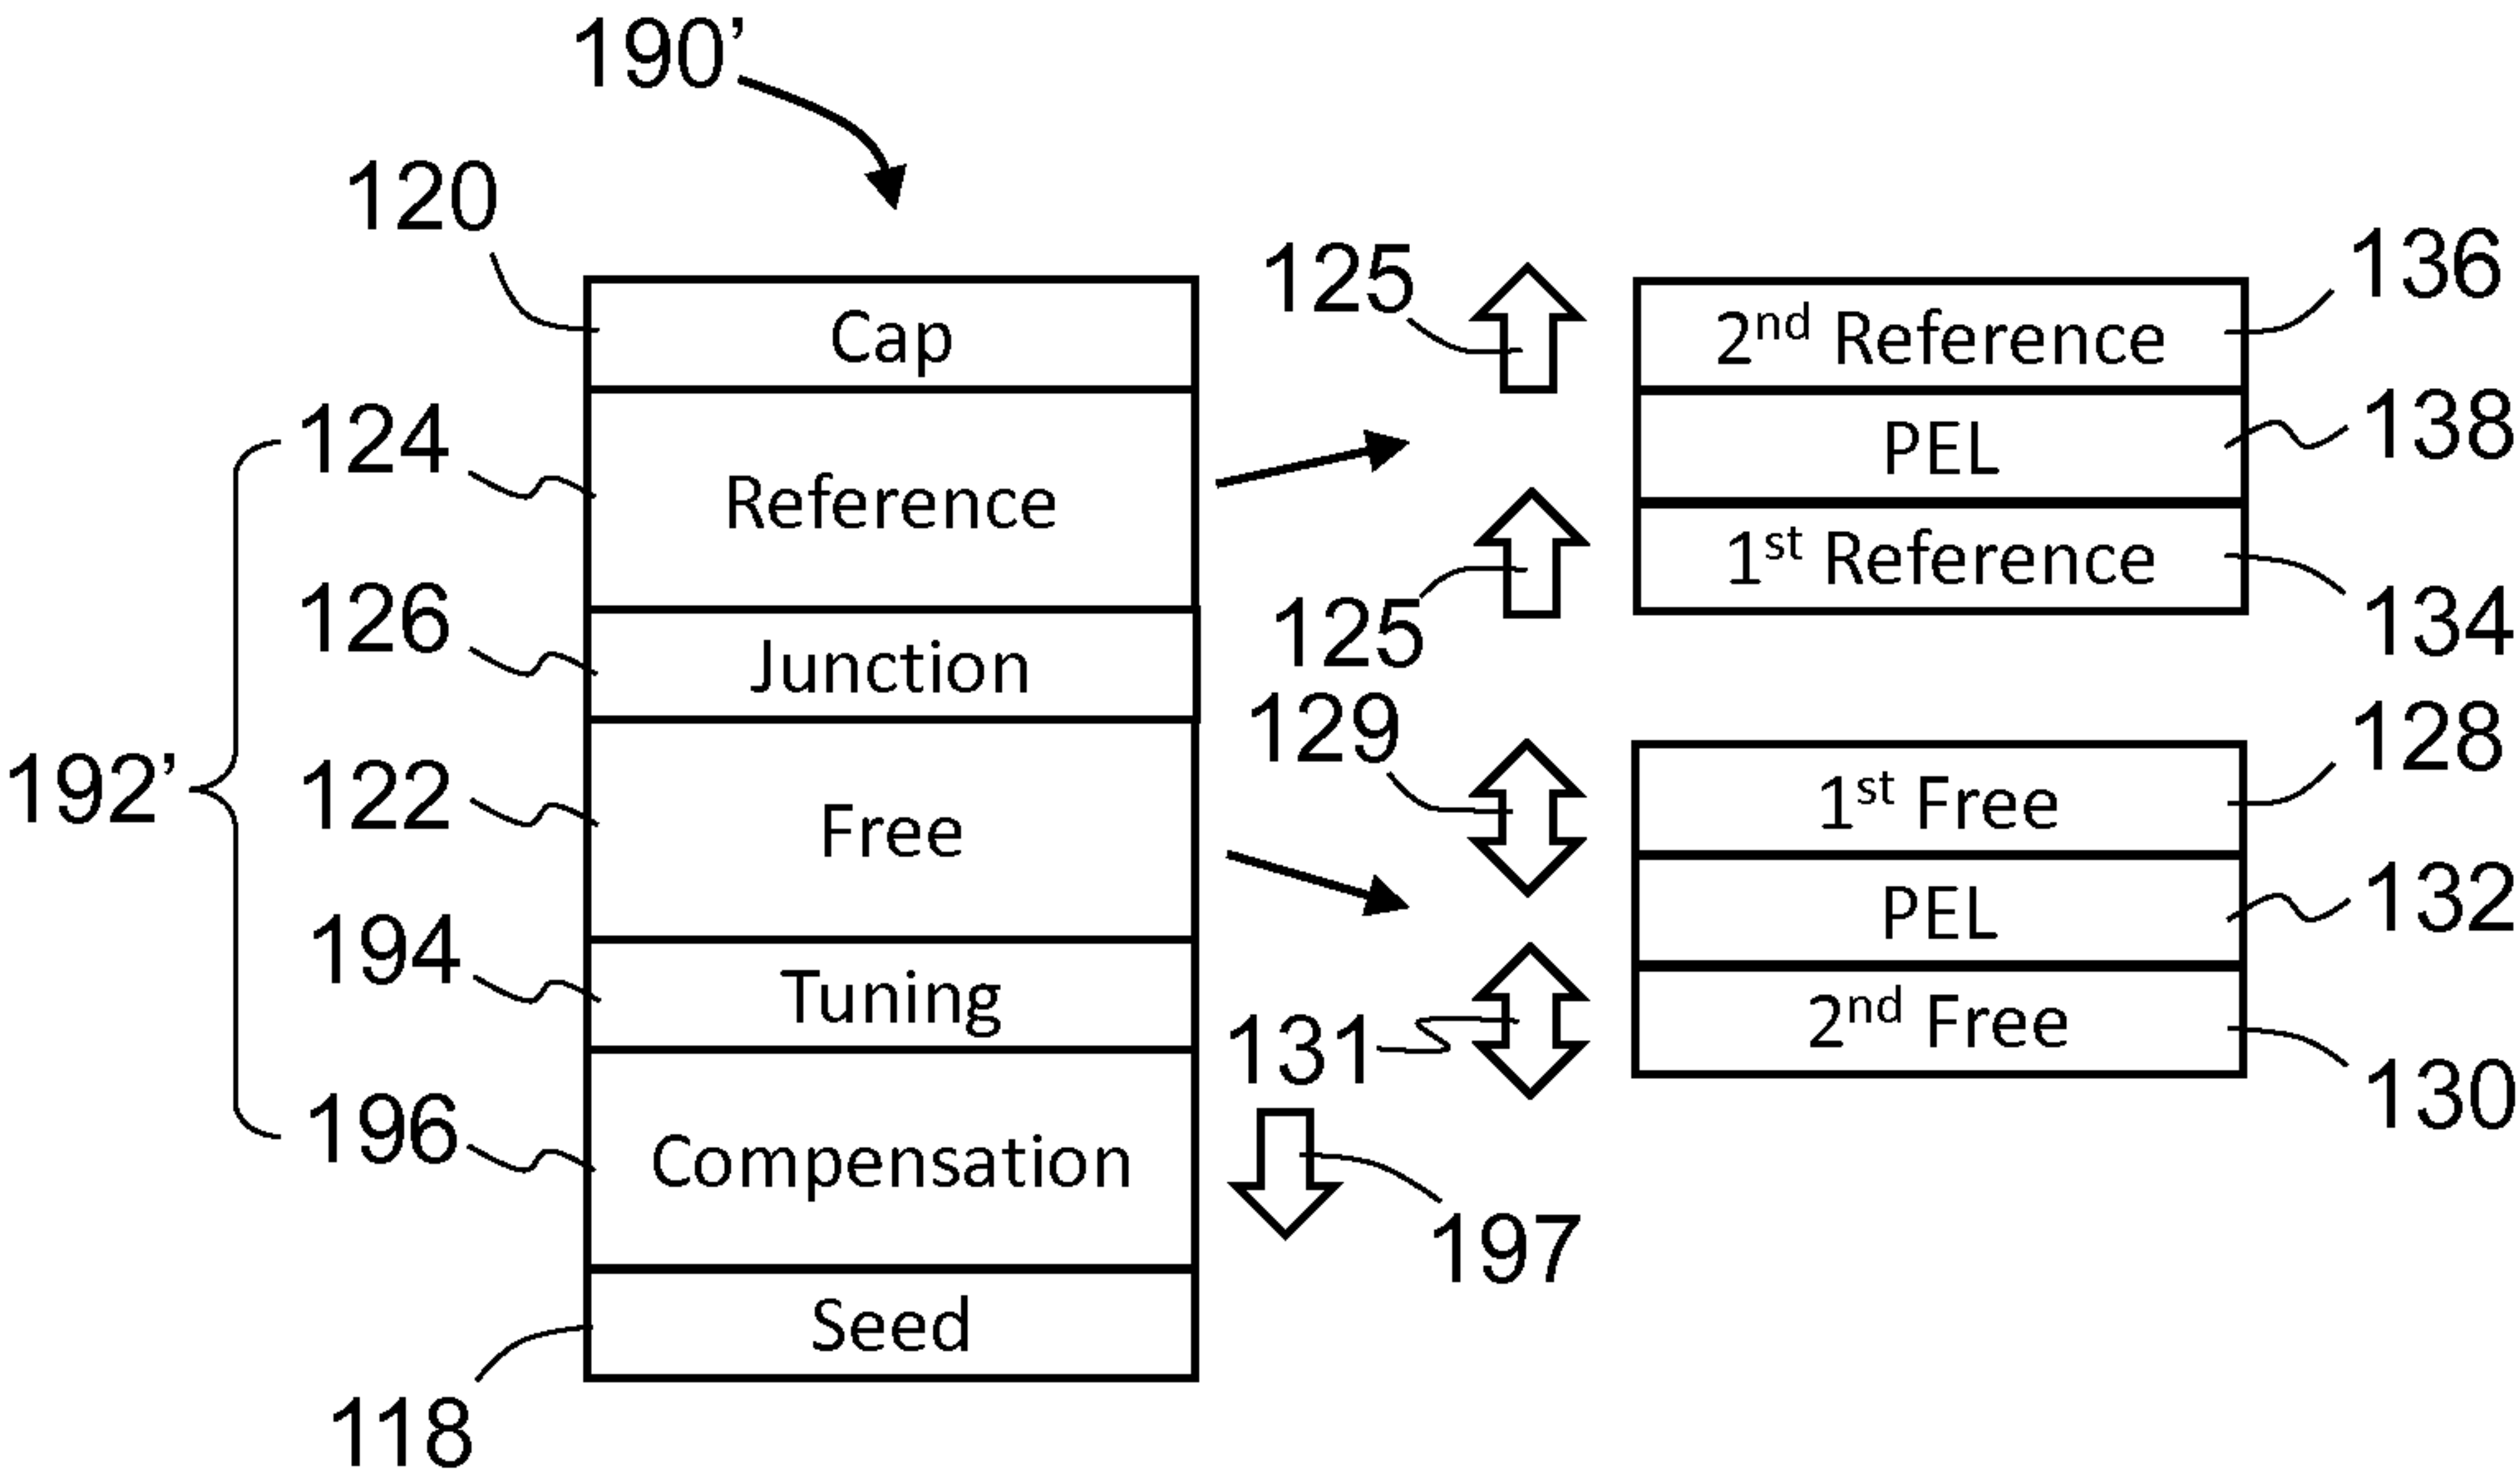 190’
120
Cap
125
2nd Reference
136
124
Reference
PEL
138
125
1st Reference
134
126
Junction
192’
122
Free
129
1st Free
128
PEL
132
194
Tuning
131
2nd Free
130
196
Compensation
197
118
Seed